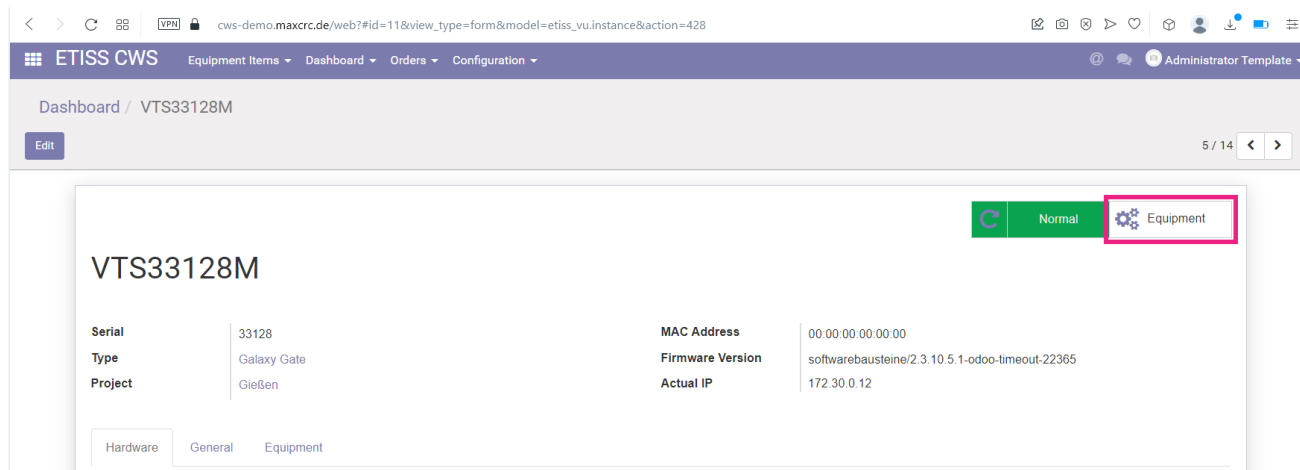 VPN cws-demo.maxcrc.de/web?#id=11&view_type=form&model=etiss_vu.instance&action=428
ETISS CWS Equipment Items Dashboard Orders Configuration @ Administrator Template
Dashboard / VTS33128M
Edit 5 / 14
Normal Equipment
VTS33128M
Serial 33128 MAC Address 00:00:00:00:00:00
Type Galaxy Gate Firmware Version softwarebausteine/2.3.10.5.1-odoo-timeout-22365
Project Gießen Actual IP 172.30.0.12
Hardware General Equipment